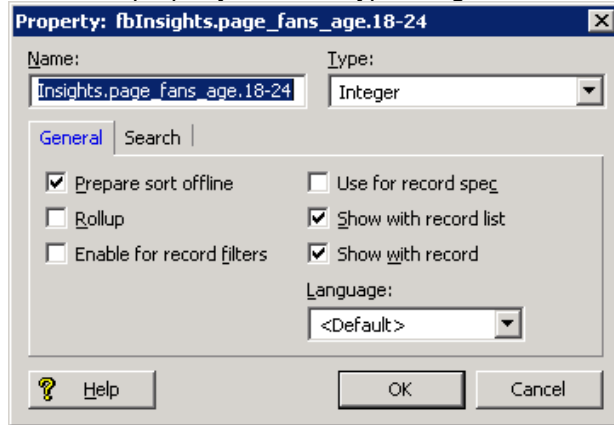 Property: fbInsights.page_fans_age.18-24
Name:
Type:
Insights.page_fans_age.18-24
Integer
General
Search
Prepare sort offline
Use for record spec
Rollup
Show with record list
Enable for record filters
Show with record
Language:
<Default>
? Help
OK
Cancel